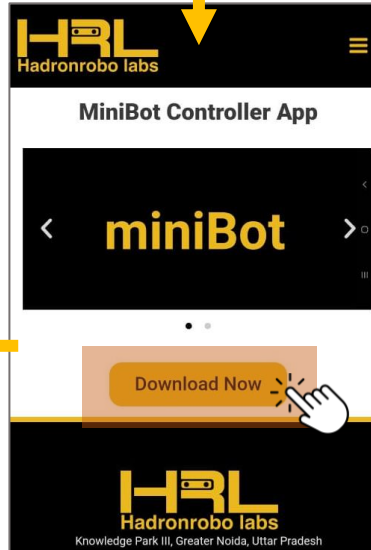 HRL
Hadronrobo labs
MiniBot Controller App
miniBot
Download Now
HRL
Hadronrobo labs
Knowledge Park III, Greater Noida, Uttar Pradesh